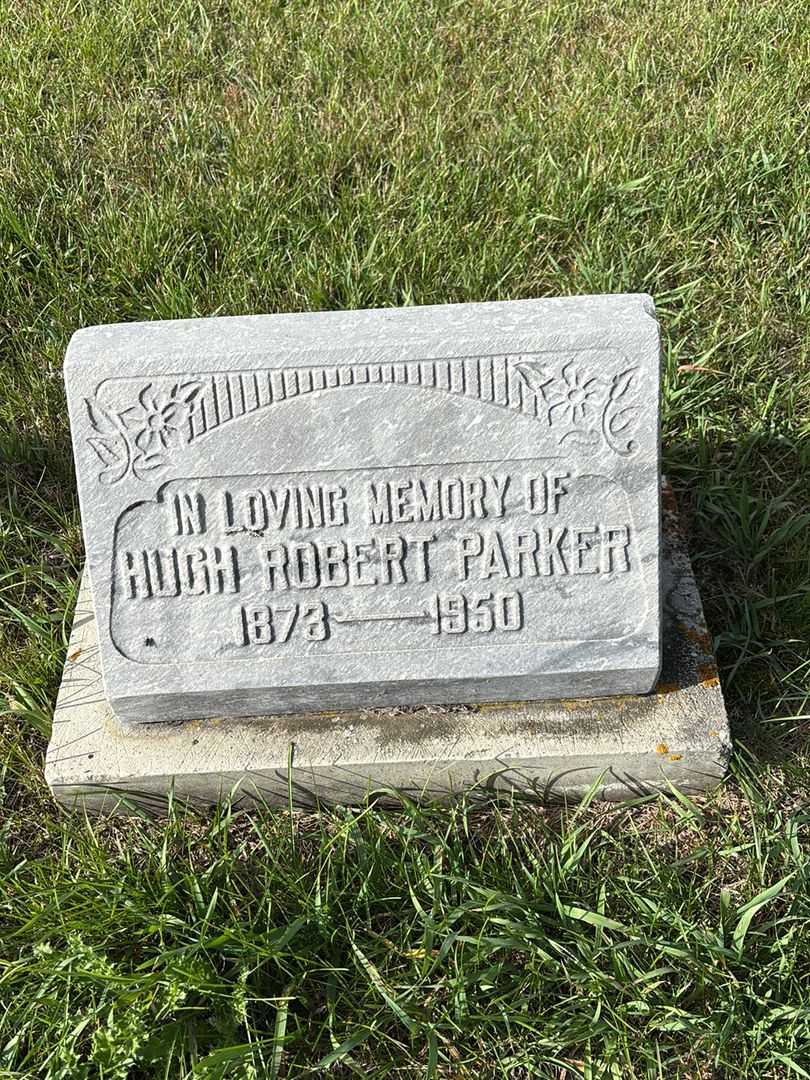 IN LOVING MEMORY OF
HUGH ROBERT PARKER
1873 — 1950